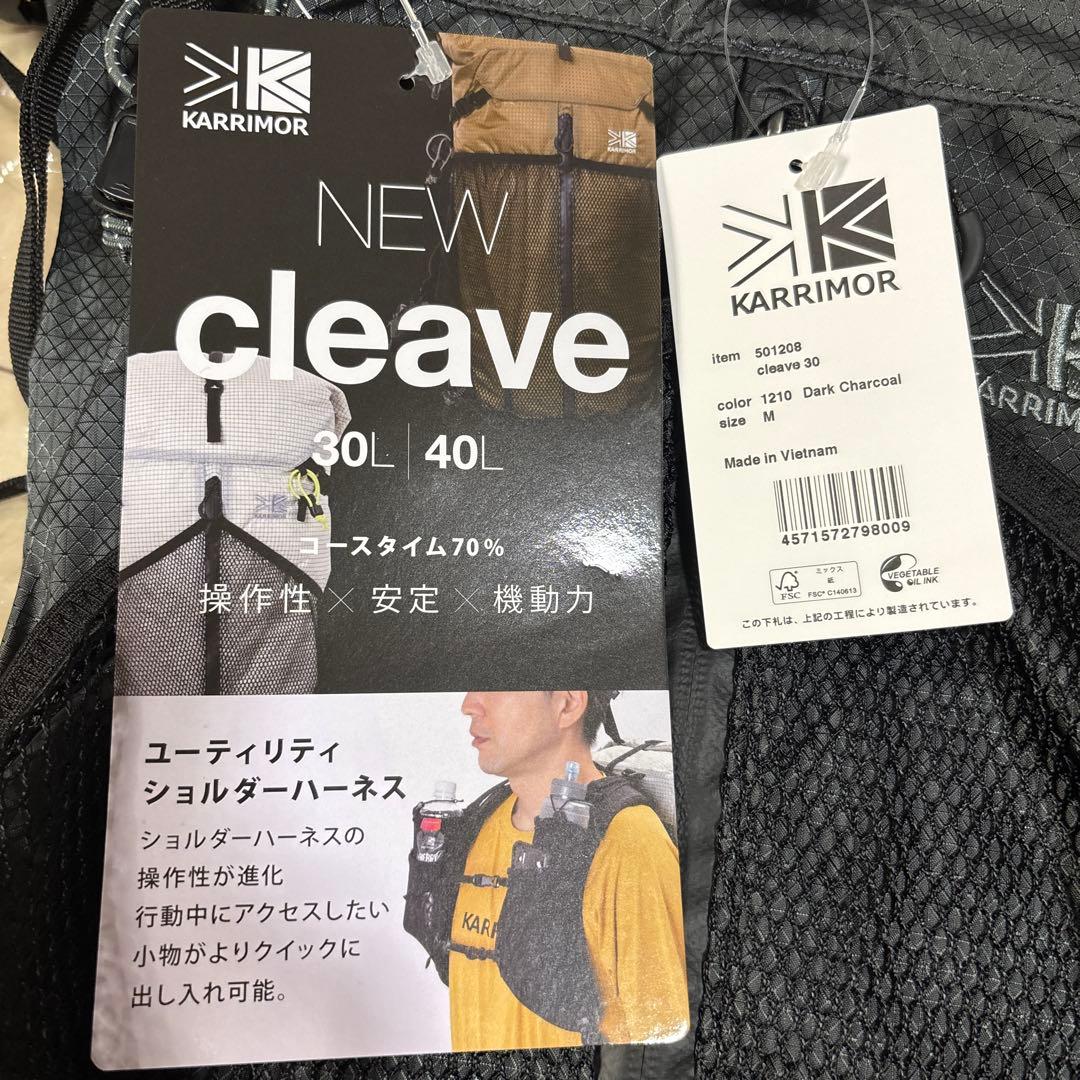 KARRIMOR
NEW
cleave
30L | 40L
コースタイム70%
操作性 × 安定 × 機動力
ユーティリティ
ショルダーハーネス
ショルダーハーネスの
操作性が進化
行動中にアクセスしたい
小物がよりクイックに
出し入れ可能。
KARRIMOR
KARRIMOR
KARRIMOR
KARRIMOR
item 501208
cleave 30
color 1210 Dark Charcoal
size M
Made in Vietnam
4571572798009
FSC
ミックス
紙
FSC® C140613
VEGETABLE
OIL INK
この下札は、上記の工程により製造されています。
KARRIMOR